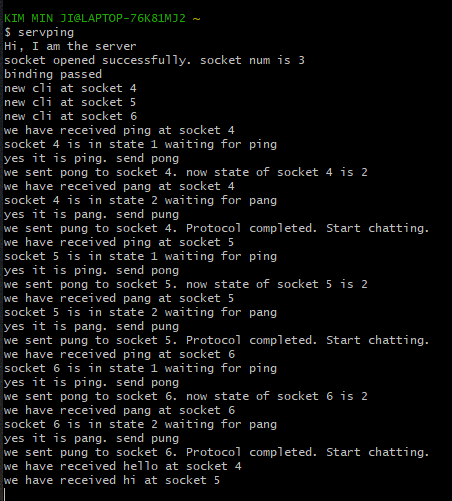 KIM MIN JI@LAPTOP-76K81MJ2 ~
$ servping
Hi, I am the server
socket opened successfully. socket num is 3
binding passed
new cli at socket 4
new cli at socket 5
new cli at socket 6
we have received ping at socket 4
socket 4 is in state 1 waiting for ping
yes it is ping. send pong
we sent pong to socket 4. now state of socket 4 is 2
we have received pang at socket 4
socket 4 is in state 2 waiting for pang
yes it is pang. send pung
we sent pung to socket 4. Protocol completed. Start chatting.
we have received ping at socket 5
socket 5 is in state 1 waiting for ping
yes it is ping. send pong
we sent pong to socket 5. now state of socket 5 is 2
we have received pang at socket 5
socket 5 is in state 2 waiting for pang
yes it is pang. send pung
we sent pung to socket 5. Protocol completed. Start chatting.
we have received ping at socket 6
socket 6 is in state 1 waiting for ping
yes it is ping. send pong
we sent pong to socket 6. now state of socket 6 is 2
we have received pang at socket 6
socket 6 is in state 2 waiting for pang
yes it is pang. send pung
we sent pung to socket 6. Protocol completed. Start chatting.
we have received hello at socket 4
we have received hi at socket 5